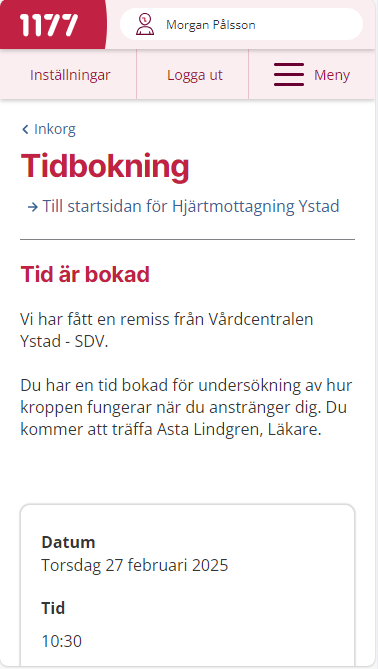 1177
Morgan Pålsson
Inställningar
Logga ut
Meny
Inkorg
Tidbokning
Till startsidan för Hjärtmottagning Ystad
Tid är bokad
Vi har fått en remiss från Vårdcentralen
Ystad - SDV.
Du har en tid bokad för undersökning av hur
kroppen fungerar när du anstränger dig. Du
kommer att träffa Asta Lindgren, Läkare.
Datum
Torsdag 27 februari 2025
Tid
10:30